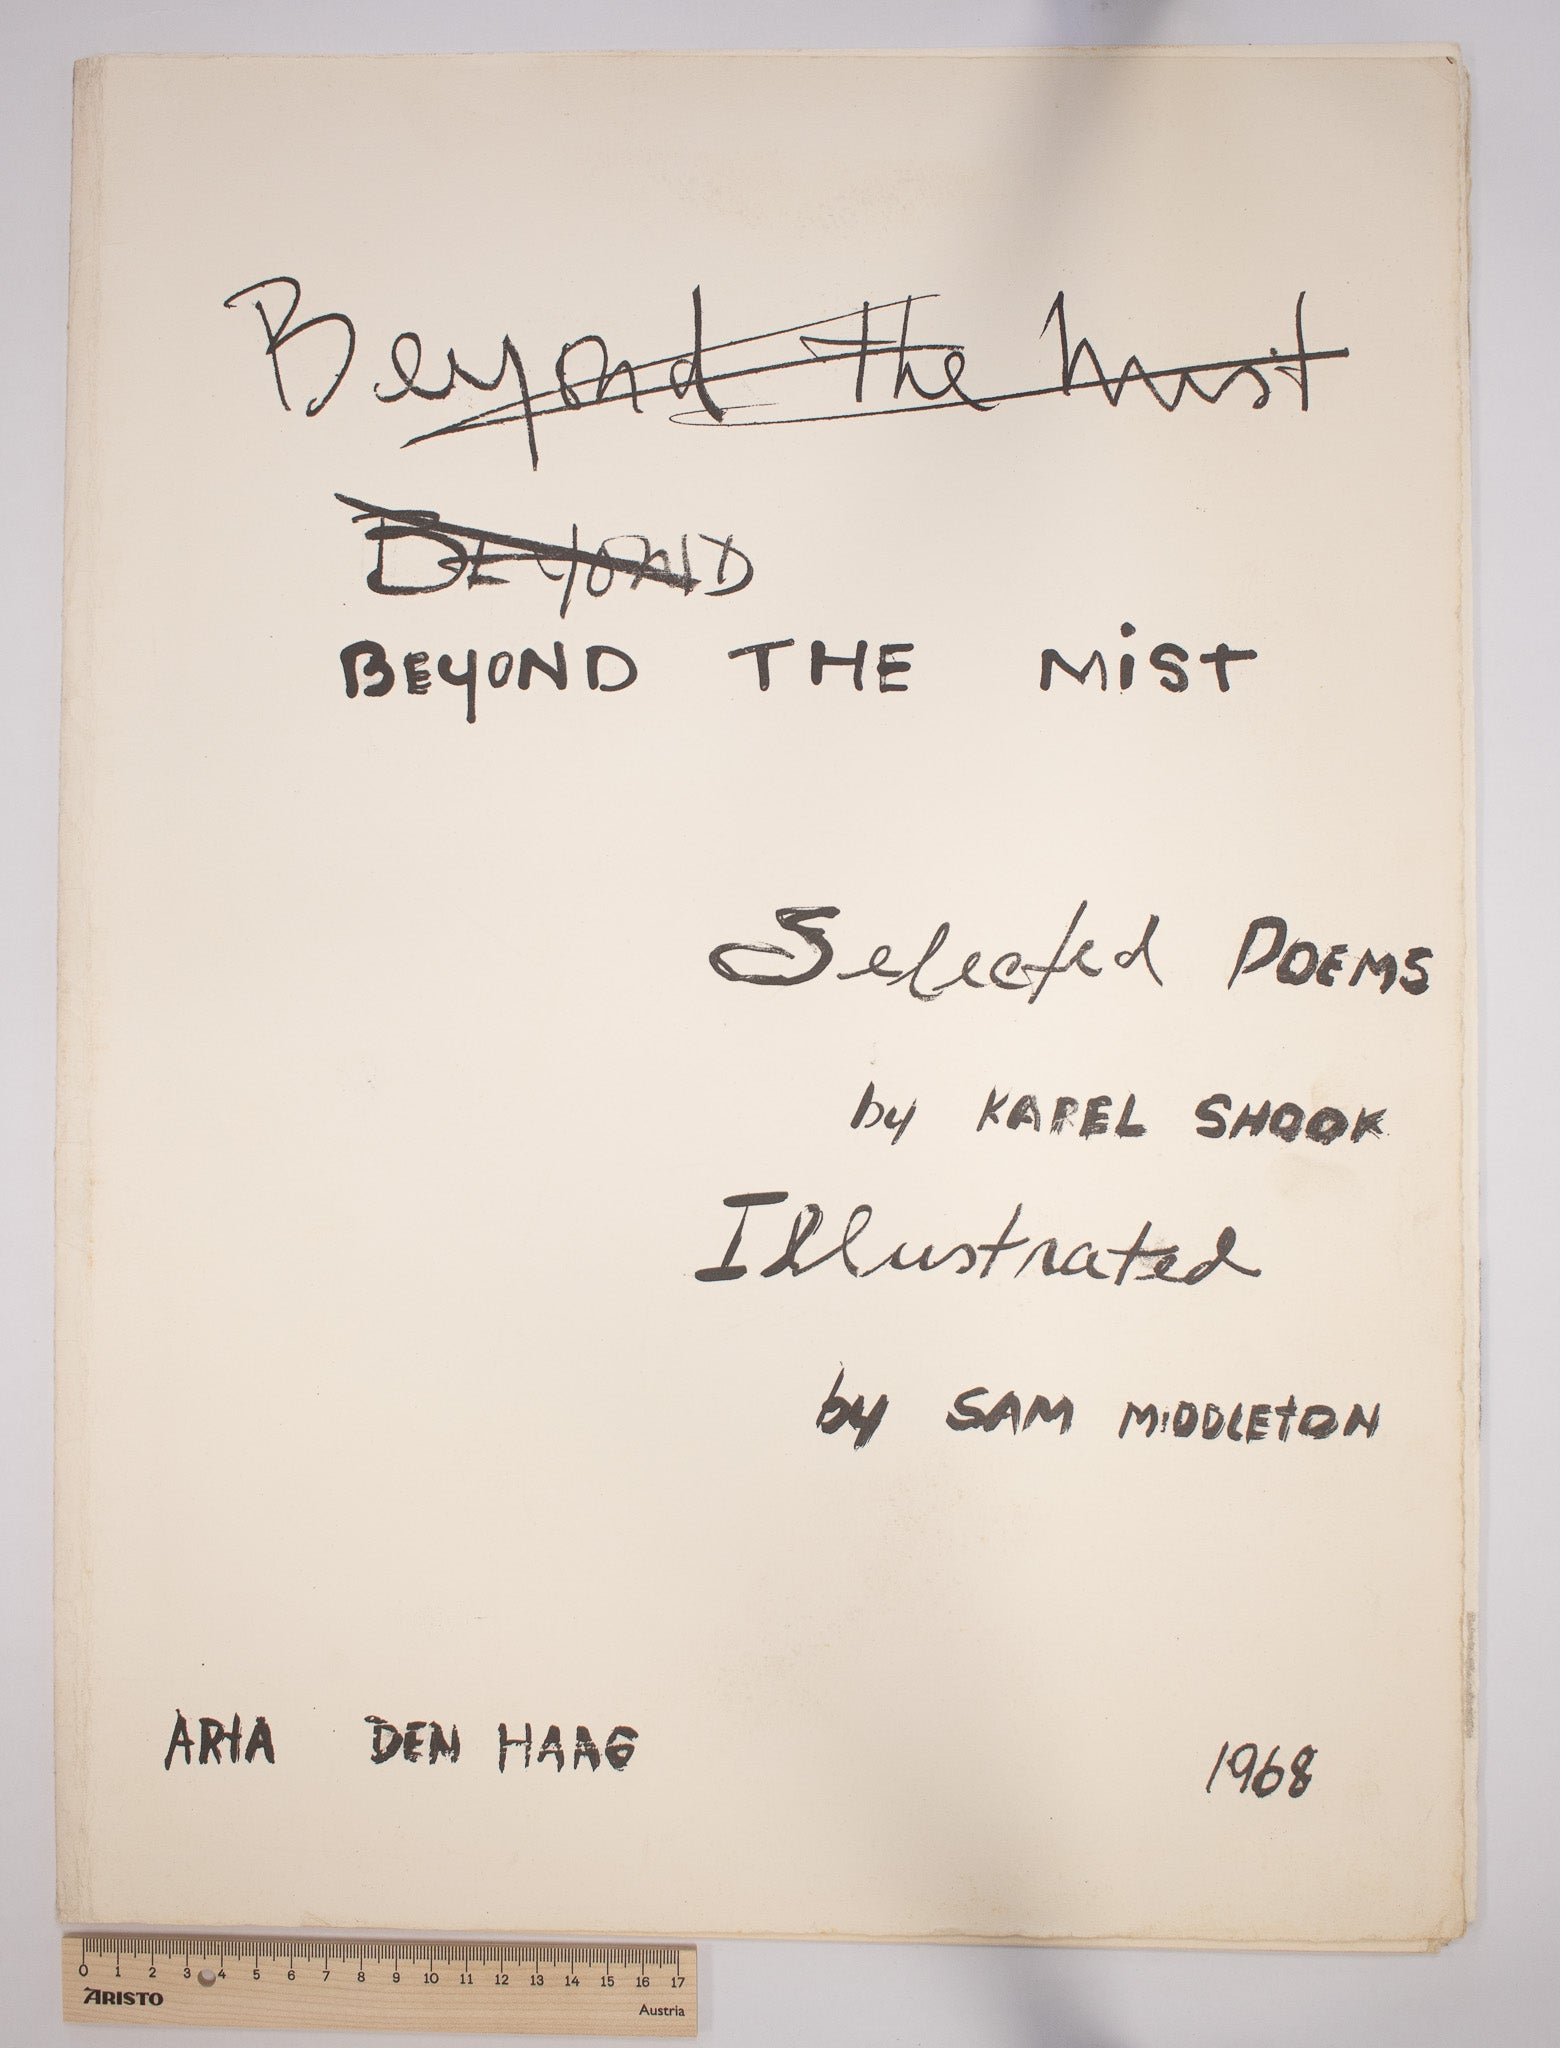 Beyond the Mist
BEYOND
BEYOND THE MiST
Selected POEMS
by KAREL SHOOK
Illustrated
by SAM MiDDLETON
ARTA DEN HAAG
1968
0 1 2 3 4 5 6 7 8 9 10 11 12 13 14 15 16 17
ARISTO
Austria